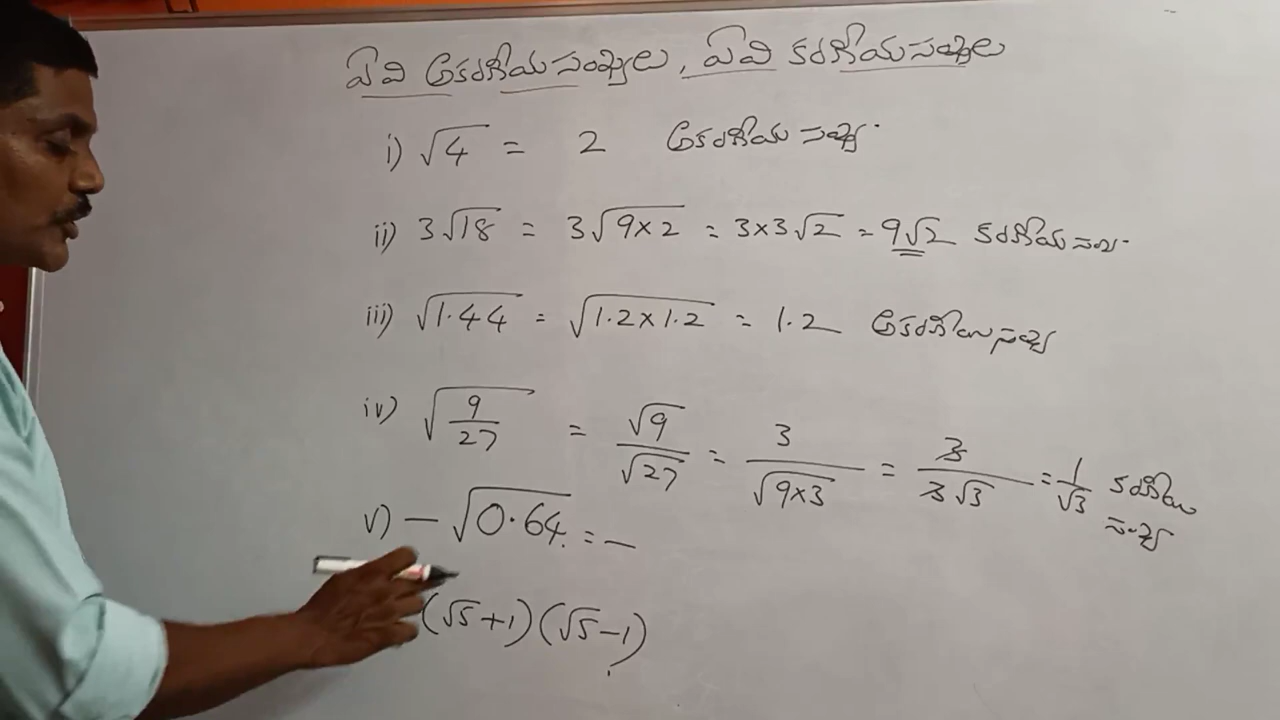 ఏవి అకరణీయ సంఖ్యలు, ఏవి కరణీయ సంఖ్యలు
i) √4 = 2 అకరణీయ సంఖ్య.
ii) 3√18 = 3√9×2 = 3×3√2 = 9√2 కరణీయ సంఖ్య.
iii) √1.44 = √1.2×1.2 = 1.2 అకరణీయ సంఖ్య
iv) √9/27 = √9/√27 = 3/√9×3 = 3/3√3 = 1/√3 కరణీయ
సంఖ్య
v) -√0.64 = -
(√5+1)(√5-1)